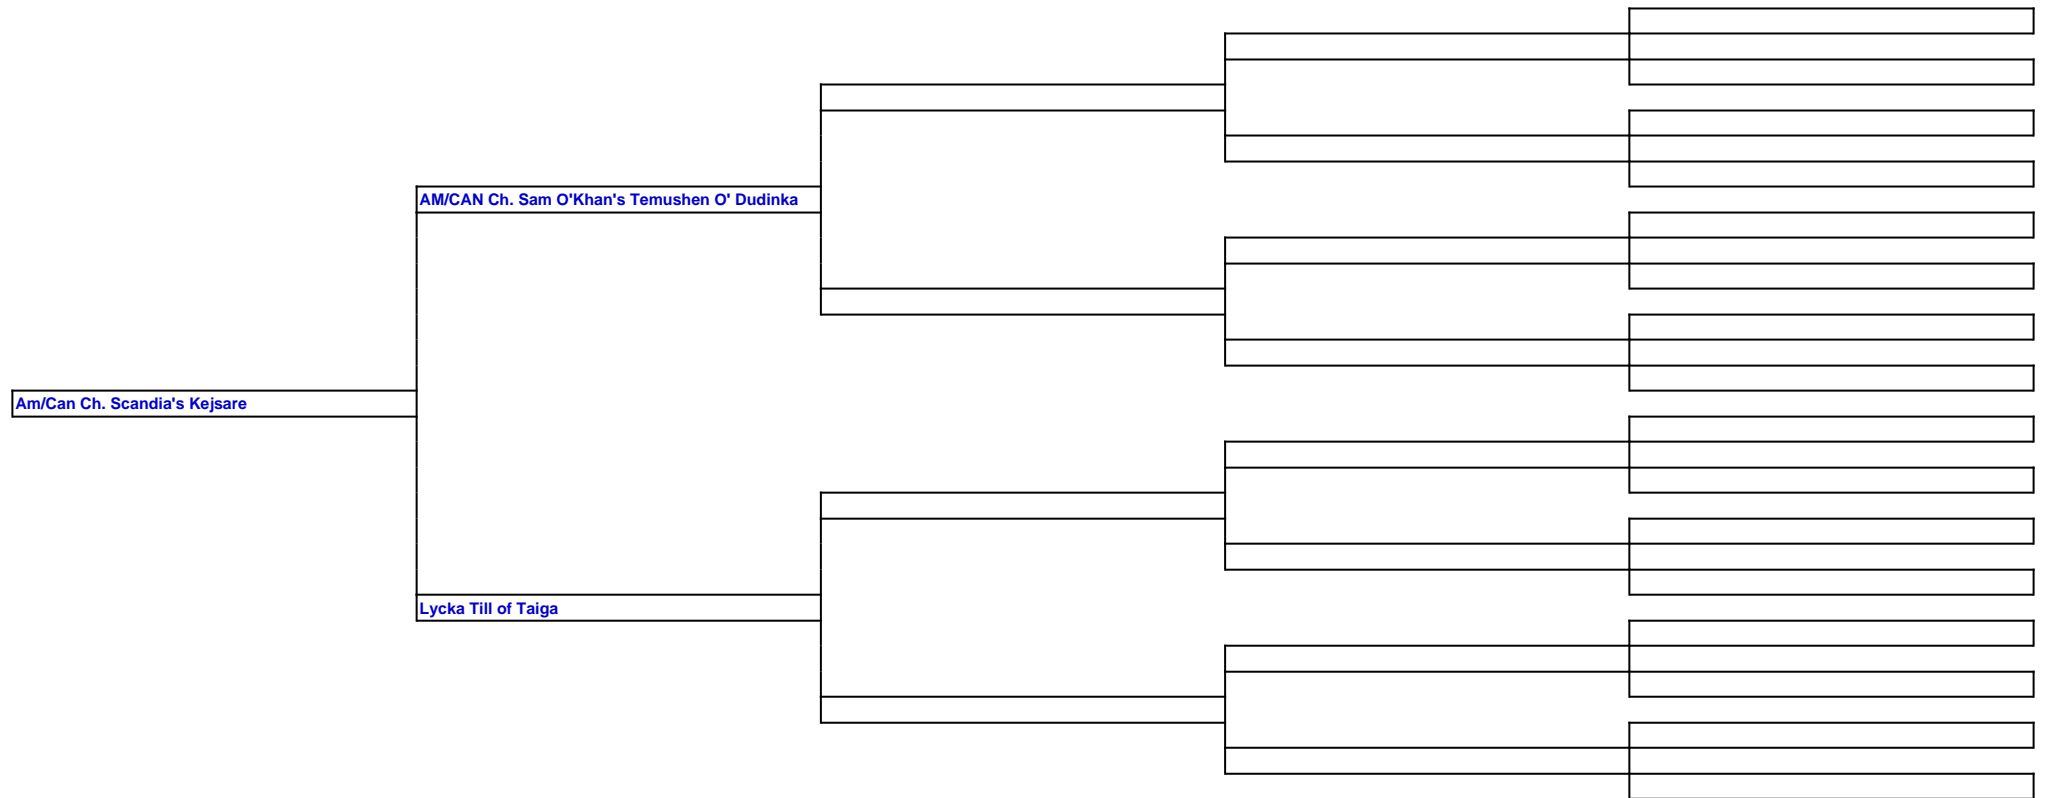 AM/CAN Ch. Sam O'Khan's Temushen O' Dudinka
Am/Can Ch. Scandia's Kejsare
Lycka Till of Taiga